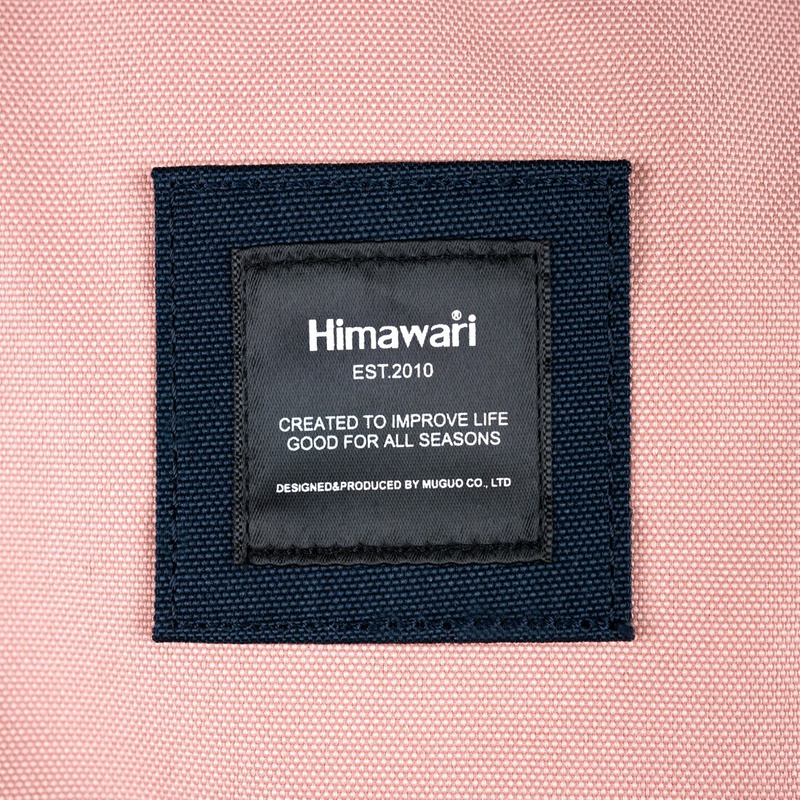 Himawari®
EST.2010
CREATED TO IMPROVE LIFE
GOOD FOR ALL SEASONS
DESIGNED&PRODUCED BY MUGUO CO., LTD